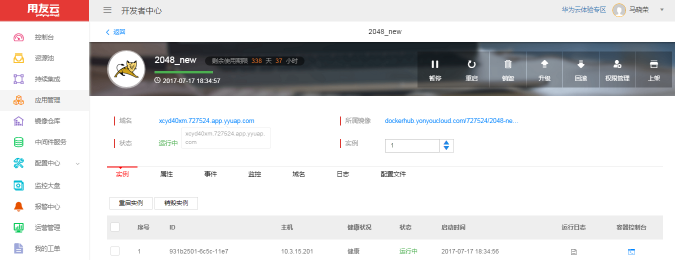 用友云
yonyoucloud
开发者中心
华为云体验专区
马晓荣
返回
2048_new
控制台
资源池
持续集成
应用管理
镜像仓库
中间件服务
配置中心
监控大盘
报警中心
运营管理
我的工单
2048_new
剩余使用期限 338 天 37 小时
2017-07-17 18:34:57
暂停
重启
销毁
升级
回滚
权限管理
上架
域名 xcyd40xm.727524.app.yyuap.com
所属镜像 dockerhub.yonyoucloud.com/727524/2048-ne...
xcyd40xm.727524.app.yyuap.
com
状态 运行中
实例 1
实例 属性 事件 监控 域名 日志 配置文件
重启实例 销毁实例
序号 ID 主机 健康状况 状态 启动时间 运行日志 容器控制台
1 931b2501-6c5c-11e7 10.3.15.201 健康 运行中 2017-07-17 18:34:56